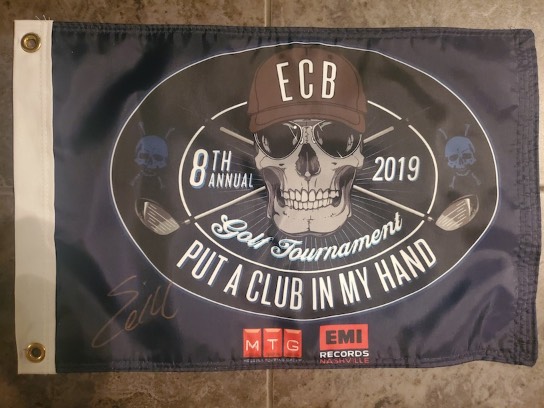 ECB
8TH
ANNUAL
2019
Golf Tournament
PUT A CLUB IN MY HAND
MTG
EMI
RECORDS
NASHVILLE